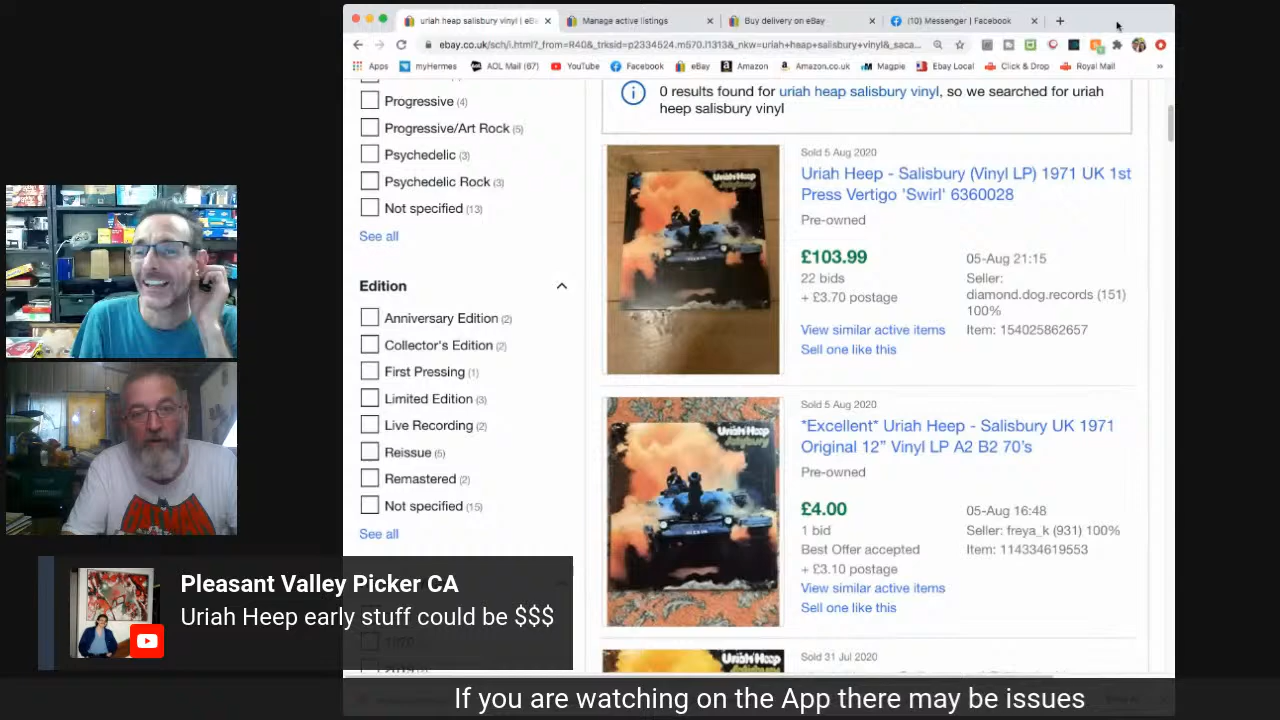 uriah heap salisbury vinyl | eB
Manage active listings
Buy delivery on eBay
(10) Messenger | Facebook
ebay.co.uk/sch/i.html?_from=R40&_trksid=p2334524.m570.l1313&_nkw=uriah+heap+salisbury+vinyl&_saca...
Apps myHermes AOL Mail (67) YouTube Facebook eBay Amazon Amazon.co.uk Magpie Ebay Local Click & Drop Royal Mail »
Progressive (4)
Progressive/Art Rock (5)
Psychedelic (3)
Psychedelic Rock (3)
Not specified (13)
See all
Edition
Anniversary Edition (2)
Collector's Edition (2)
First Pressing (1)
Limited Edition (3)
Live Recording (2)
Reissue (5)
Remastered (2)
Not specified (15)
See all
0 results found for uriah heap salisbury vinyl, so we searched for uriah
heep salisbury vinyl
Uriah Heep
Salisbury
Sold 5 Aug 2020
Uriah Heep - Salisbury (Vinyl LP) 1971 UK 1st
Press Vertigo 'Swirl' 6360028
Pre-owned
£103.99
22 bids
+ £3.70 postage
View similar active items
Sell one like this
05-Aug 21:15
Seller:
diamond.dog.records (151)
100%
Item: 154025862657
Uriah Heep
Salisbury
Sold 5 Aug 2020
*Excellent* Uriah Heep - Salisbury UK 1971
Original 12” Vinyl LP A2 B2 70’s
Pre-owned
£4.00
1 bid
Best Offer accepted
+ £3.10 postage
View similar active items
Sell one like this
05-Aug 16:48
Seller: freya_k (931) 100%
Item: 114334619553
Uriah Heep
Sold 31 Jul 2020
BATMAN
Pleasant Valley Picker CA
Uriah Heep early stuff could be $$$
If you are watching on the App there may be issues